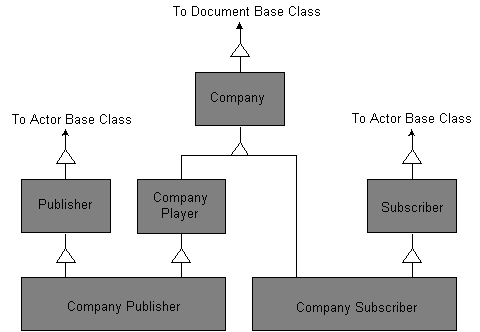 To Document Base Class
Company
To Actor Base Class
To Actor Base Class
Publisher
Company
Player
Subscriber
Company Publisher
Company Subscriber